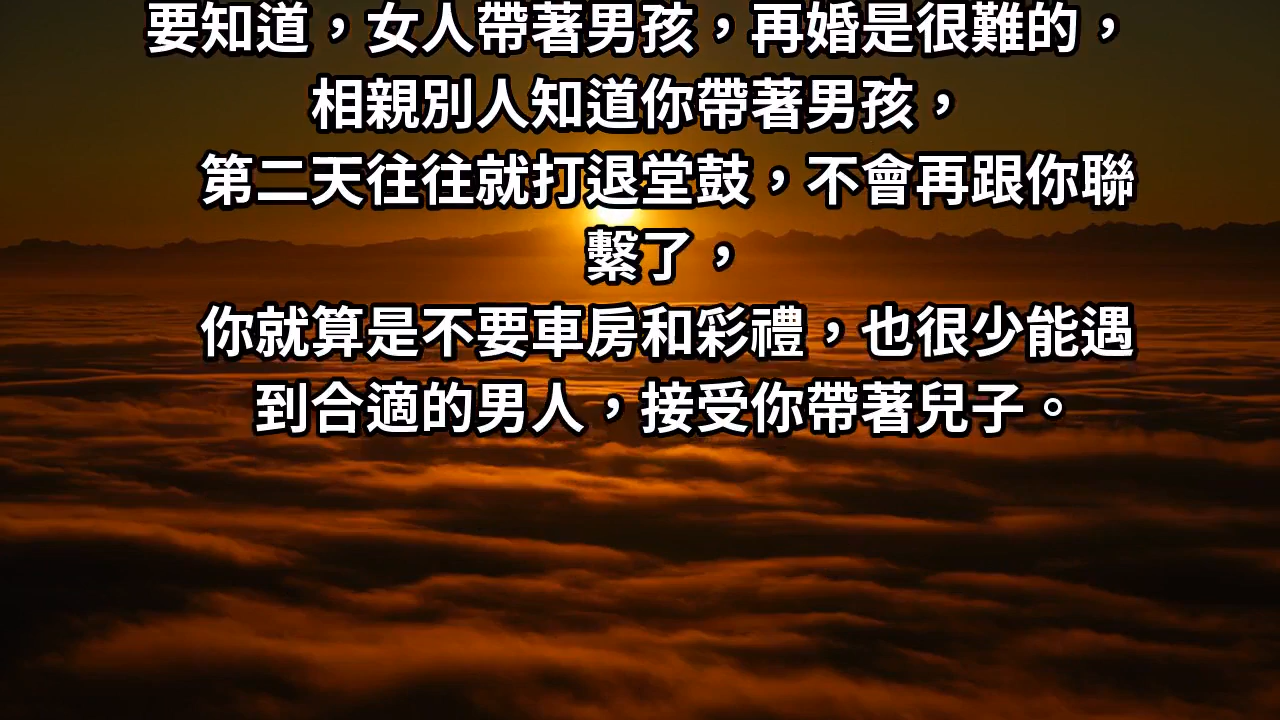 要知道，女人帶著男孩，再婚是很難的，
相親別人知道你帶著男孩，
第二天往往就打退堂鼓，不會再跟你聯
繫了，
你就算是不要車房和彩禮，也很少能遇
到合適的男人，接受你帶著兒子。